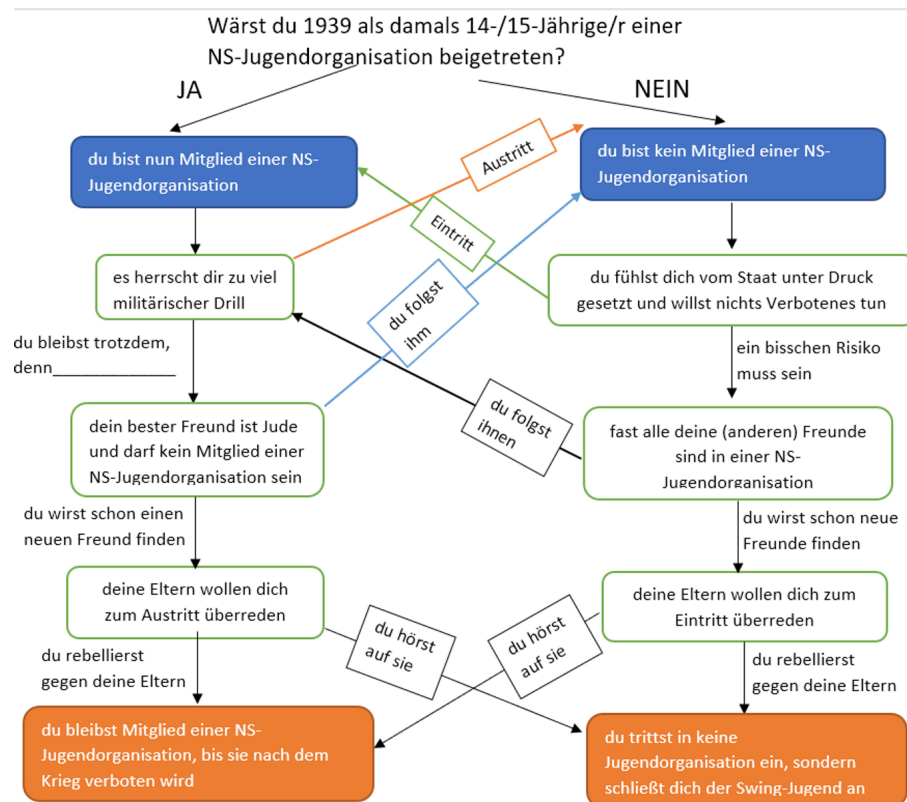 Wärst du 1939 als damals 14-/15-Jährige/r einer
NS-Jugendorganisation beigetreten?
JA
NEIN
du bist nun Mitglied einer NS-
Jugendorganisation
Austritt
du bist kein Mitglied einer NS-
Jugendorganisation
Eintritt
es herrscht dir zu viel
militärischer Drill
du folgst
ihm
du fühlst dich vom Staat unter Druck
gesetzt und willst nichts Verbotenes tun
du bleibst trotzdem,
denn_____________
ein bisschen Risiko
muss sein
dein bester Freund ist Jude
und darf kein Mitglied einer
NS-Jugendorganisation sein
du folgst
ihnen
fast alle deine (anderen) Freunde
sind in einer NS-
Jugendorganisation
du wirst schon einen
neuen Freund finden
du wirst schon neue
Freunde finden
deine Eltern wollen dich
zum Austritt überreden
deine Eltern wollen dich zum
Eintritt überreden
du hörst
auf sie
du hörst
auf sie
du rebellierst
gegen deine Eltern
du rebellierst
gegen deine Eltern
du bleibst Mitglied einer NS-
Jugendorganisation, bis sie nach dem
Krieg verboten wird
du trittst in keine
Jugendorganisation ein, sondern
schließt dich der Swing-Jugend an